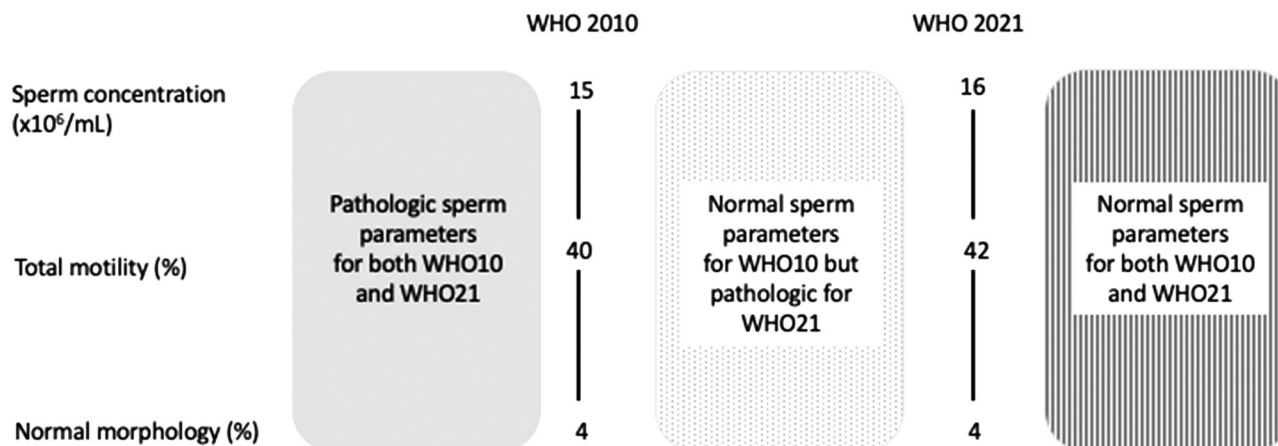 WHO 2010
WHO 2021
Sperm concentration
(x10⁶/mL)
15
16
Pathologic sperm
parameters
for both WHO10
and WHO21
Normal sperm
parameters
for WHO10 but
pathologic for
WHO21
Normal sperm
parameters
for both WHO10
and WHO21
Total motility (%)
40
42
Normal morphology (%)
4
4